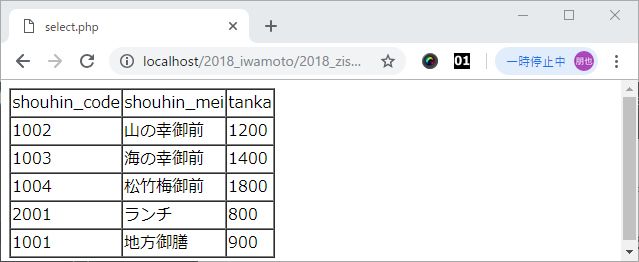 select.php
localhost/2018_iwamoto/2018_zis...
01
一時停止中
朋也
shouhin_code shouhin_mei tanka
1002 山の幸御前 1200
1003 海の幸御前 1400
1004 松竹梅御前 1800
2001 ランチ 800
1001 地方御膳 900